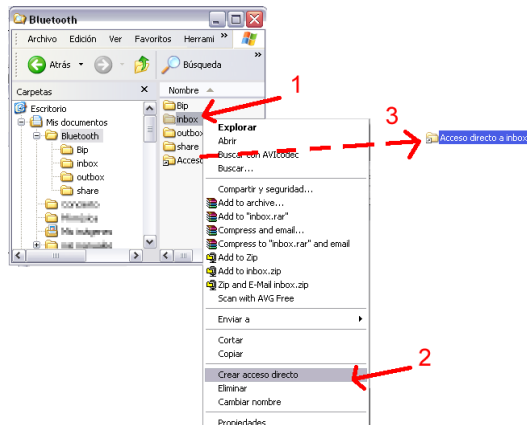 Bluetooth
Archivo Edición Ver Favoritos Herrami »
Atrás Búsqueda »
Carpetas X
Nombre
Escritorio
Mis documentos
Bluetooth
Bip
inbox
outbox
share
Mis imágenes
Bip
inbox
outbox
share
Acceso
1
Explorar
Abrir
Buscar con AVIcodec
Buscar...
Compartir y seguridad...
Add to archive...
Add to "inbox.rar"
Compress and email...
Compress to "inbox.rar" and email
Add to Zip
Add to inbox.zip
Zip and E-Mail inbox.zip
Scan with AVG Free
Enviar a
Cortar
Copiar
Crear acceso directo
Eliminar
Cambiar nombre
Propiedades
2
3
Acceso directo a inbox